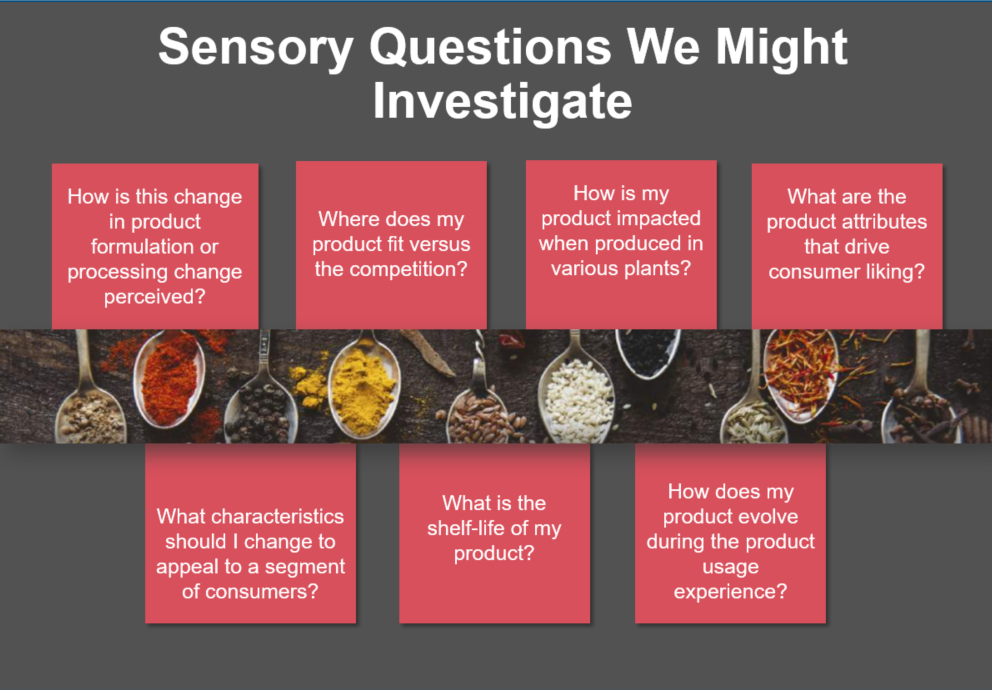 Sensory Questions We Might
Investigate
How is this change
in product
formulation or
processing change
perceived?
Where does my
product fit versus
the competition?
How is my
product impacted
when produced in
various plants?
What are the
product attributes
that drive
consumer liking?
What characteristics
should I change to
appeal to a segment
of consumers?
What is the
shelf-life of my
product?
How does my
product evolve
during the product
usage
experience?